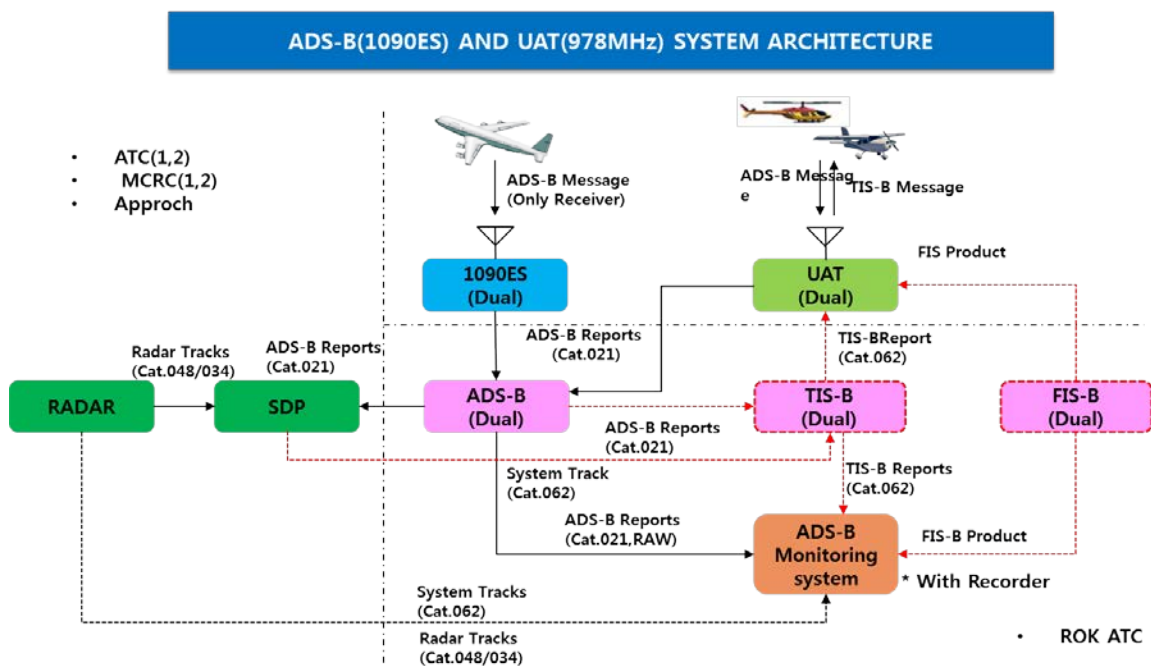 ADS-B(1090ES) AND UAT(978MHz) SYSTEM ARCHITECTURE
• ATC(1,2)
• MCRC(1,2)
• Approch
ADS-B Message
(Only Receiver)
ADS-B Messag
e
TIS-B Message
FIS Product
1090ES
(Dual)
UAT
(Dual)
ADS-B Reports
(Cat.021)
TIS-BReport
(Cat.062)
Radar Tracks
(Cat.048/034)
ADS-B Reports
(Cat.021)
RADAR
SDP
ADS-B
(Dual)
TIS-B
(Dual)
FIS-B
(Dual)
ADS-B Reports
(Cat.021)
System Track
(Cat.062)
TIS-B Reports
(Cat.062)
ADS-B Reports
(Cat.021,RAW)
ADS-B
Monitoring
system
FIS-B Product
* With Recorder
System Tracks
(Cat.062)
Radar Tracks
(Cat.048/034)
• ROK ATC